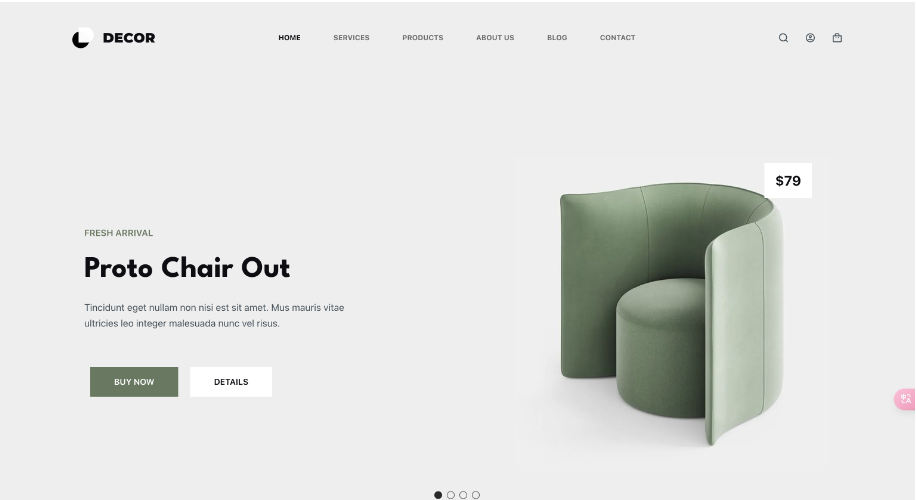 DECOR
HOME SERVICES PRODUCTS ABOUT US BLOG CONTACT
$79
FRESH ARRIVAL
Proto Chair Out
Tincidunt eget nullam non nisi est sit amet. Mus mauris vitae
ultricies leo integer malesuada nunc vel risus.
BUY NOW DETAILS